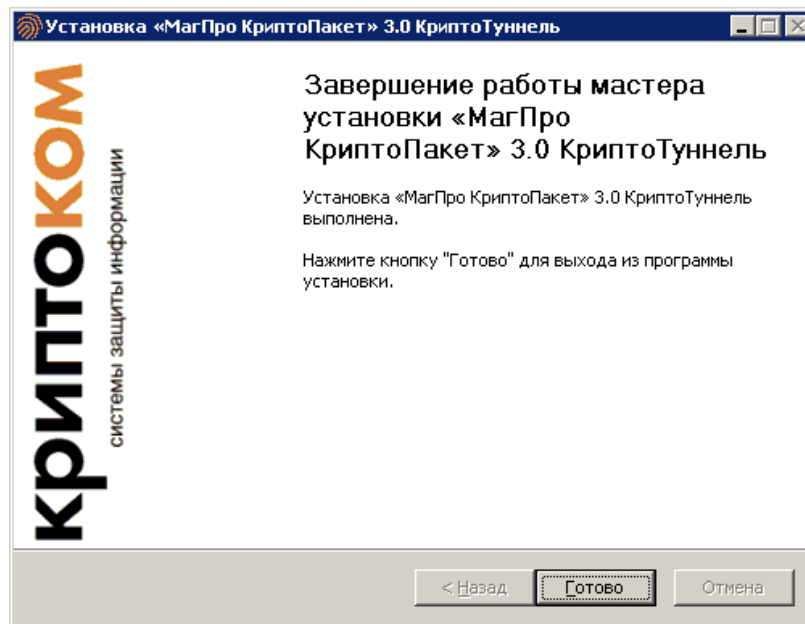 Установка «МагПро КриптоПакет» 3.0 КриптоТуннель
криптоком
системы защиты информации
Завершение работы мастера
установки «МагПро
КриптоПакет» 3.0 КриптоТуннель
Установка «МагПро КриптоПакет» 3.0 КриптоТуннель
выполнена.
Нажмите кнопку "Готово" для выхода из программы
установки.
< Назад
Готово
Отмена